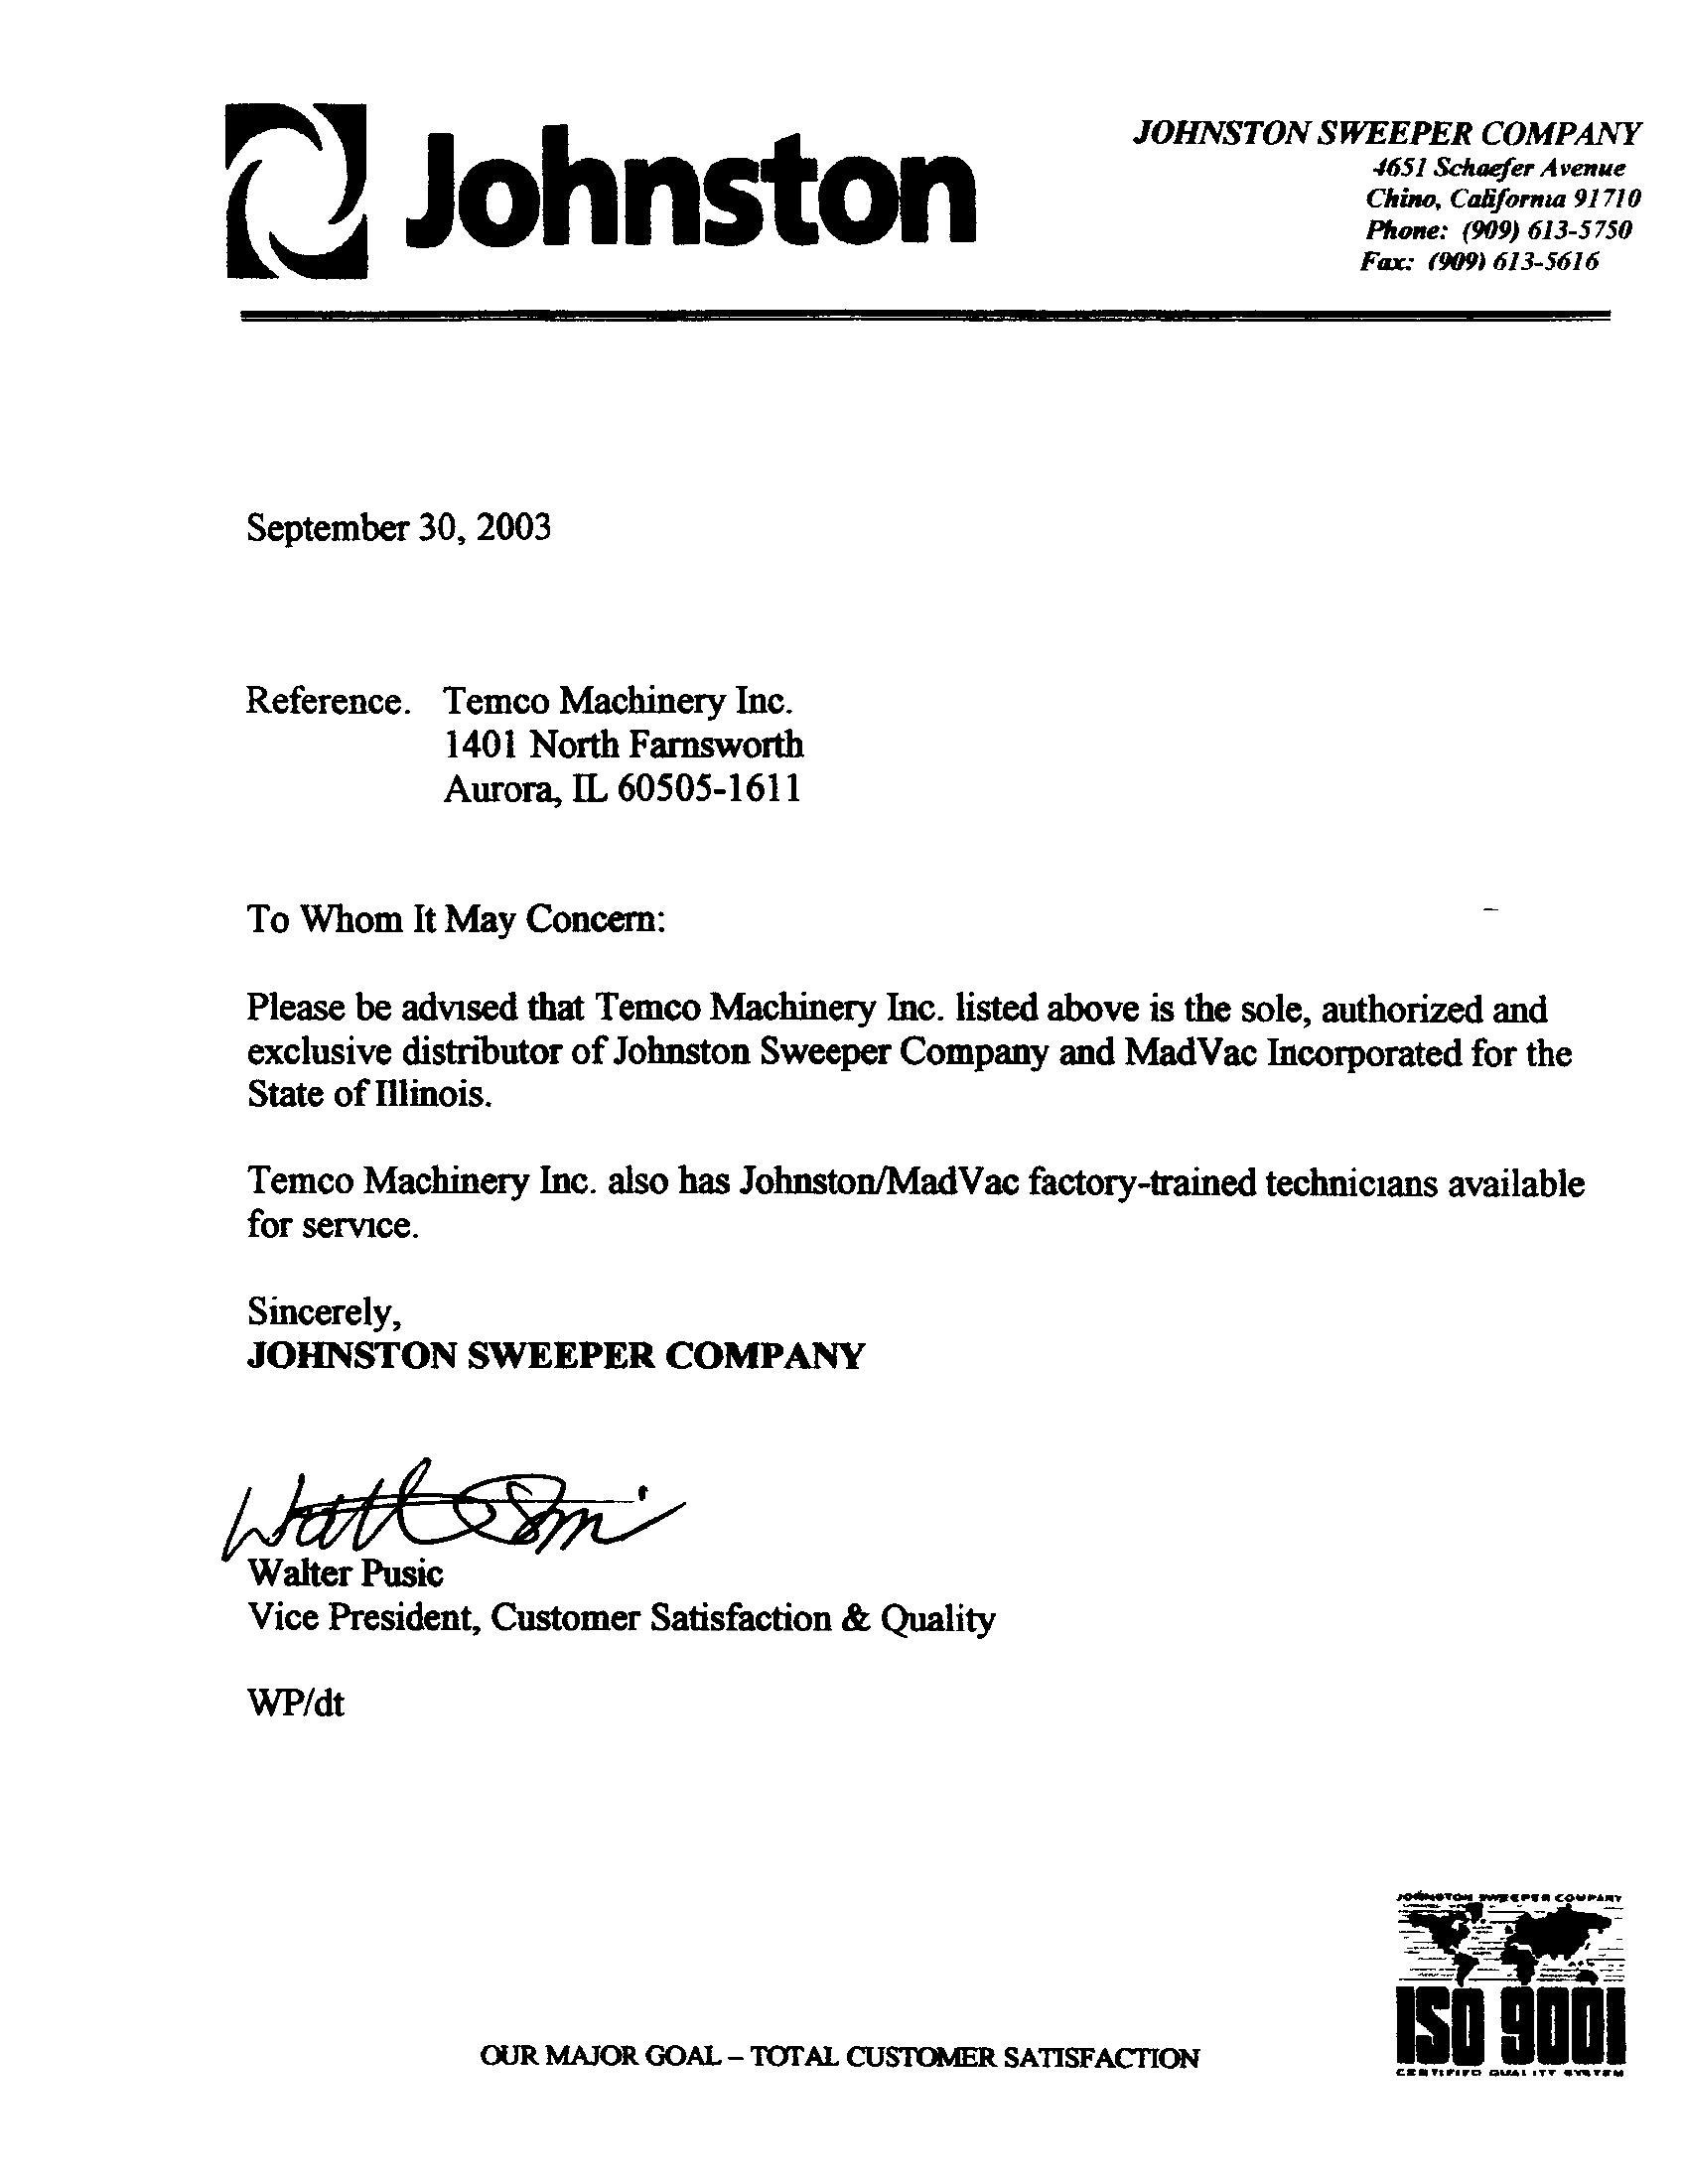 Johnston
JOHNSTON SWEEPER COMPANY
4651 Schaefer Avenue
Chino, California 91710
Phone: (909) 613-5750
Fax: (909) 613-5616
September 30, 2003
Reference. Temco Machinery Inc.
1401 North Farnsworth
Aurora, IL 60505-1611
To Whom It May Concern:
Please be advised that Temco Machinery Inc. listed above is the sole, authorized and
exclusive distributor of Johnston Sweeper Company and MadVac Incorporated for the
State of Illinois.
Temco Machinery Inc. also has Johnston/MadVac factory-trained technicians available
for service.
Sincerely,
JOHNSTON SWEEPER COMPANY
Walter Pusic
Vice President, Customer Satisfaction & Quality
WP/dt
JOHNSTON SWEEPER COMPANY
ISO 9001
CERTIFIED QUALITY SYSTEM
OUR MAJOR GOAL – TOTAL CUSTOMER SATISFACTION